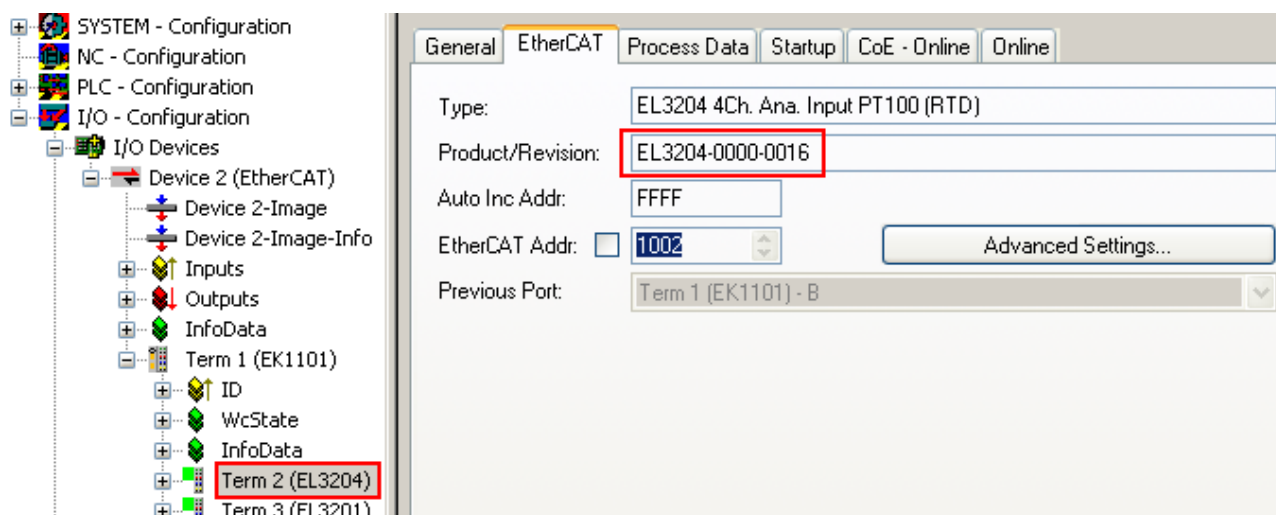 SYSTEM - Configuration
NC - Configuration
PLC - Configuration
I/O - Configuration
I/O Devices
Device 2 (EtherCAT)
Device 2-Image
Device 2-Image-Info
Inputs
Outputs
InfoData
Term 1 (EK1101)
ID
WcState
InfoData
Term 2 (EL3204)
Term 3 (EL3201)
General EtherCAT Process Data Startup CoE - Online Online
Type: EL3204 4Ch. Ana. Input PT100 (RTD)
Product/Revision: EL3204-0000-0016
Auto Inc Addr: FFFF
EtherCAT Addr: 1002 Advanced Settings...
Previous Port: Term 1 (EK1101) - B